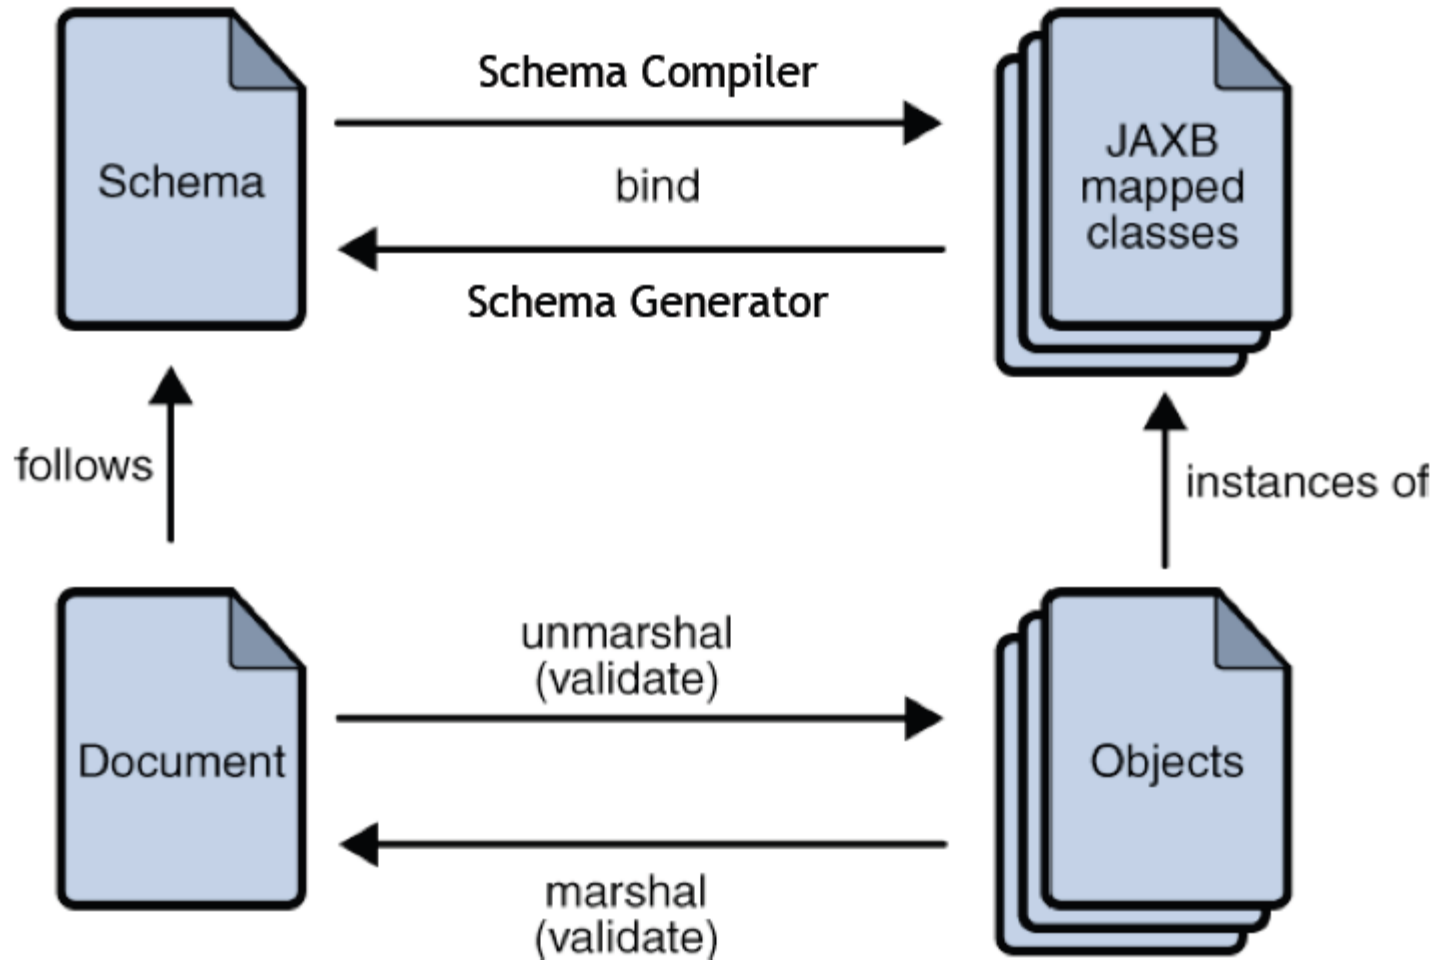 Schema Compiler
Schema
bind
JAXB
mapped
classes
Schema Generator
follows
instances of
unmarshal
(validate)
Document
Objects
marshal
(validate)